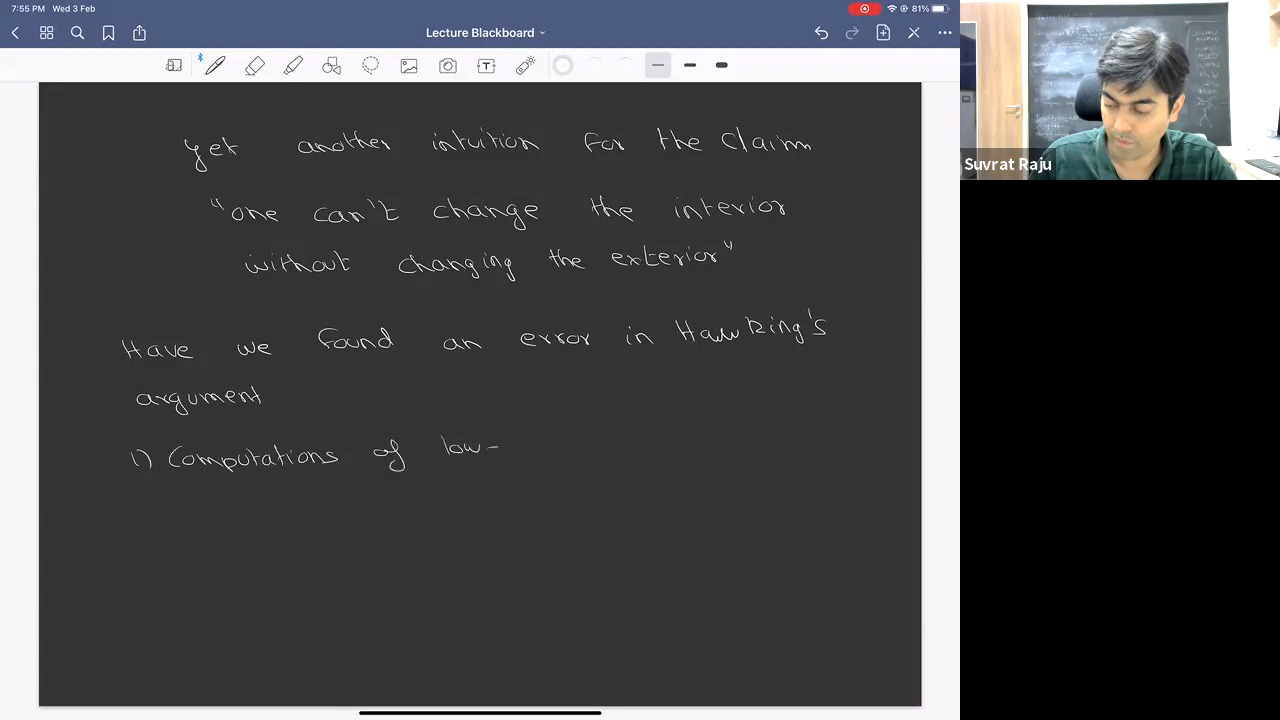 7:55 PM Wed 3 Feb
81%
Lecture Blackboard
Suvrat Raju
Yet another intuition for the claim
"one can't change the interior
without changing the exterior"
Have we found an error in Hawking's
argument
1) Computations of low-